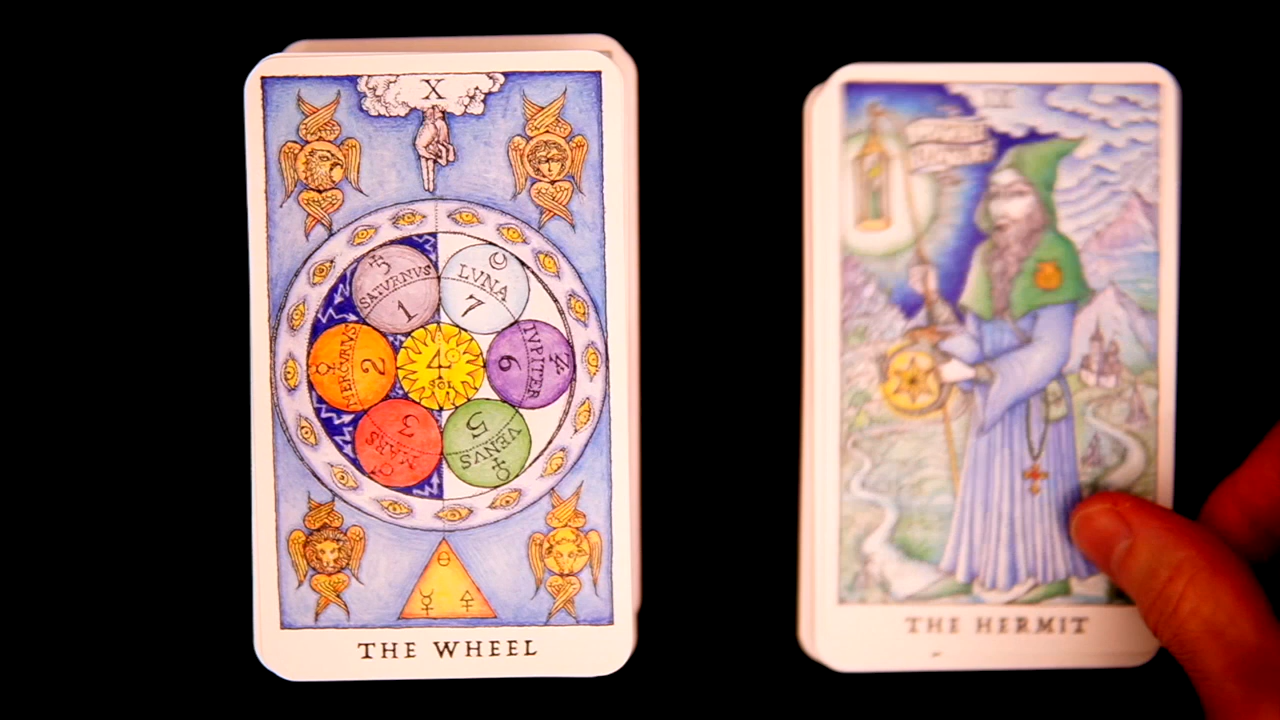 X
SATVRNVS
1
LVNA
7
MERCVRIVS
2
4
SOL
IVPITER
6
MARS
3
VENVS
5
THE WHEEL
THE HERMIT